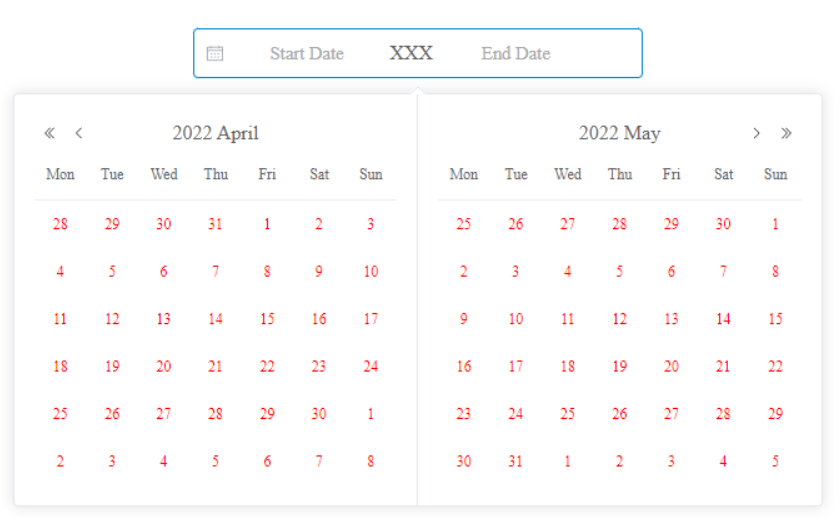 Start Date XXX End Date
« ‹ 2022 April
Mon Tue Wed Thu Fri Sat Sun
28 29 30 31 1 2 3
4 5 6 7 8 9 10
11 12 13 14 15 16 17
18 19 20 21 22 23 24
25 26 27 28 29 30 1
2 3 4 5 6 7 8
2022 May › »
Mon Tue Wed Thu Fri Sat Sun
25 26 27 28 29 30 1
2 3 4 5 6 7 8
9 10 11 12 13 14 15
16 17 18 19 20 21 22
23 24 25 26 27 28 29
30 31 1 2 3 4 5